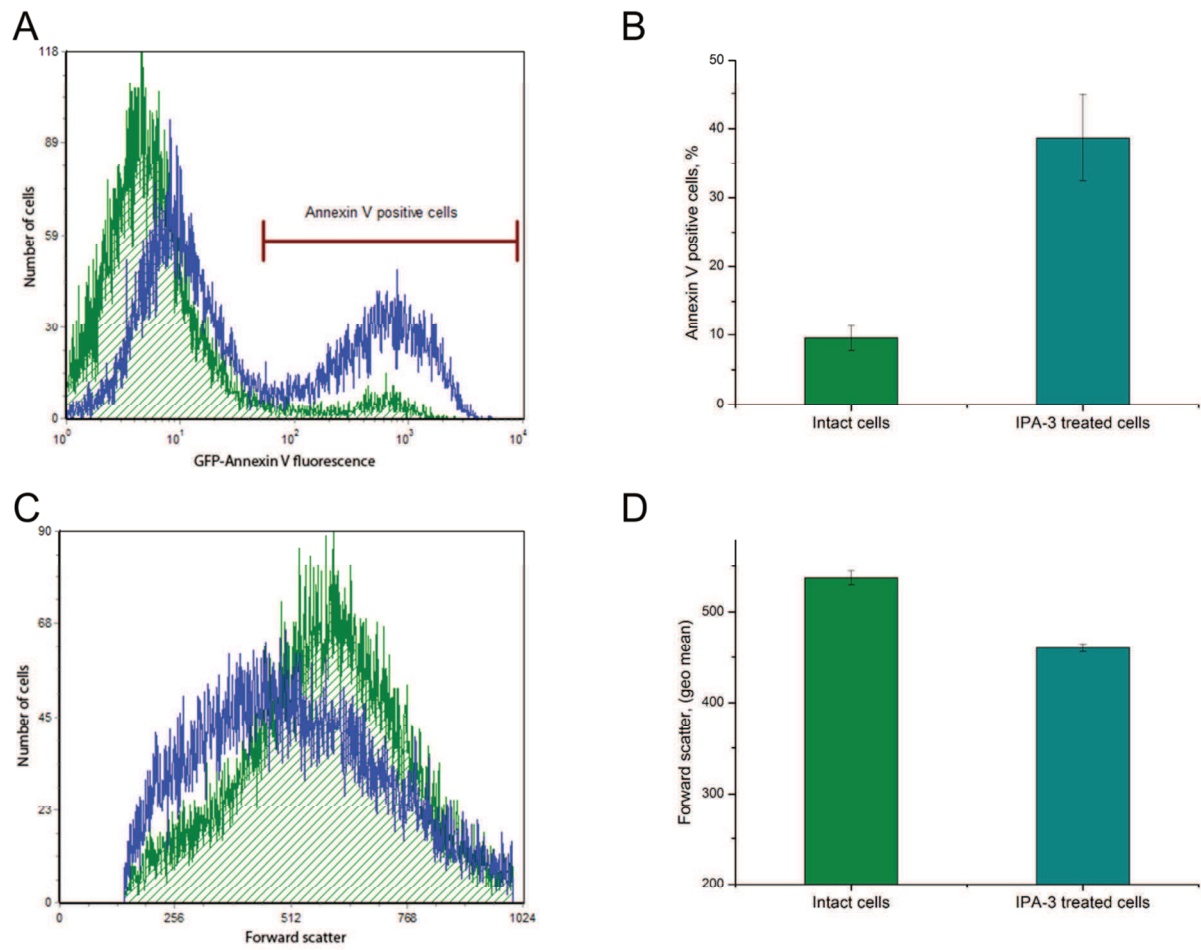 A
118
89
59
30
0
Number of cells
Annexin V positive cells
10⁰
10¹
10²
10³
10⁴
GFP-Annexin V fluorescence
B
50
40
30
20
10
0
Annexin V positive cells, %
Intact cells
IPA-3 treated cells
C
90
68
45
23
0
Number of cells
0
256
512
768
1024
Forward scatter
D
500
400
300
200
Forward scatter, (geo mean)
Intact cells
IPA-3 treated cells